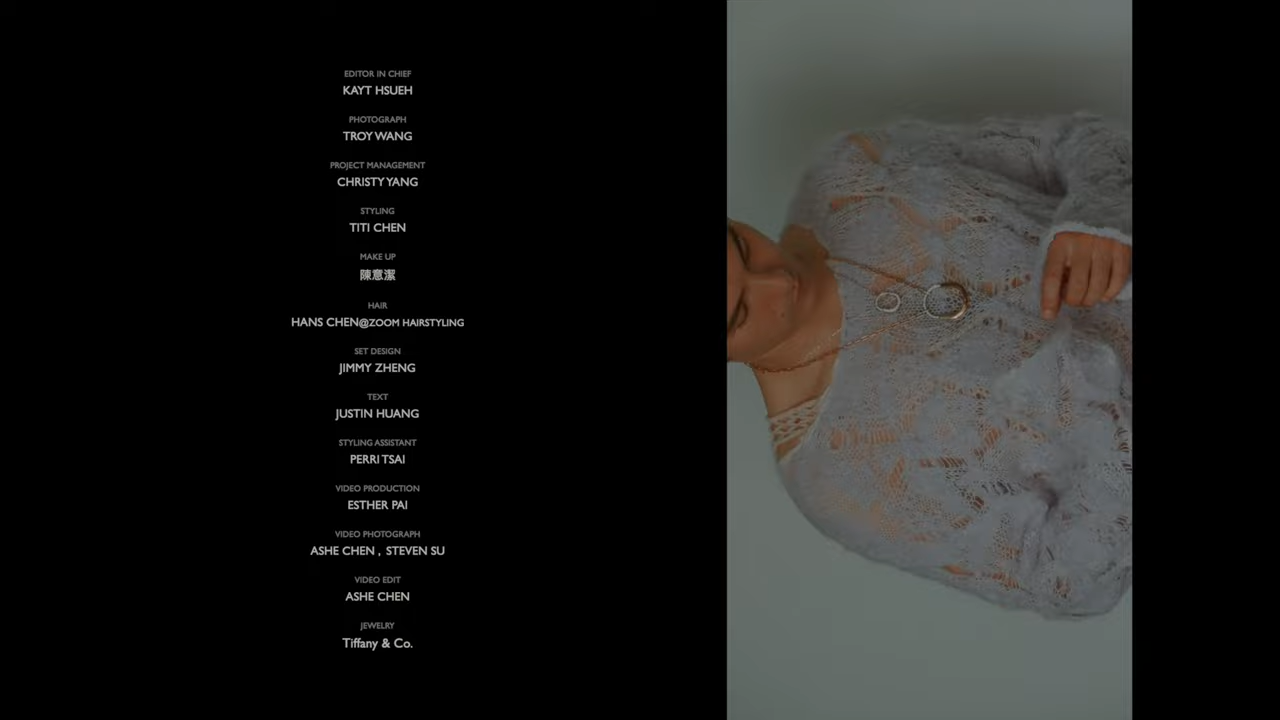 EDITOR IN CHIEF
KAYT HSUEH
PHOTOGRAPH
TROY WANG
PROJECT MANAGEMENT
CHRISTY YANG
STYLING
TITI CHEN
MAKE UP
陳意潔
HAIR
HANS CHEN@ZOOM HAIRSTYLING
SET DESIGN
JIMMY ZHENG
TEXT
JUSTIN HUANG
STYLING ASSISTANT
PERRI TSAI
VIDEO PRODUCTION
ESTHER PAI
VIDEO PHOTOGRAPH
ASHE CHEN , STEVEN SU
VIDEO EDIT
ASHE CHEN
JEWELRY
Tiffany & Co.